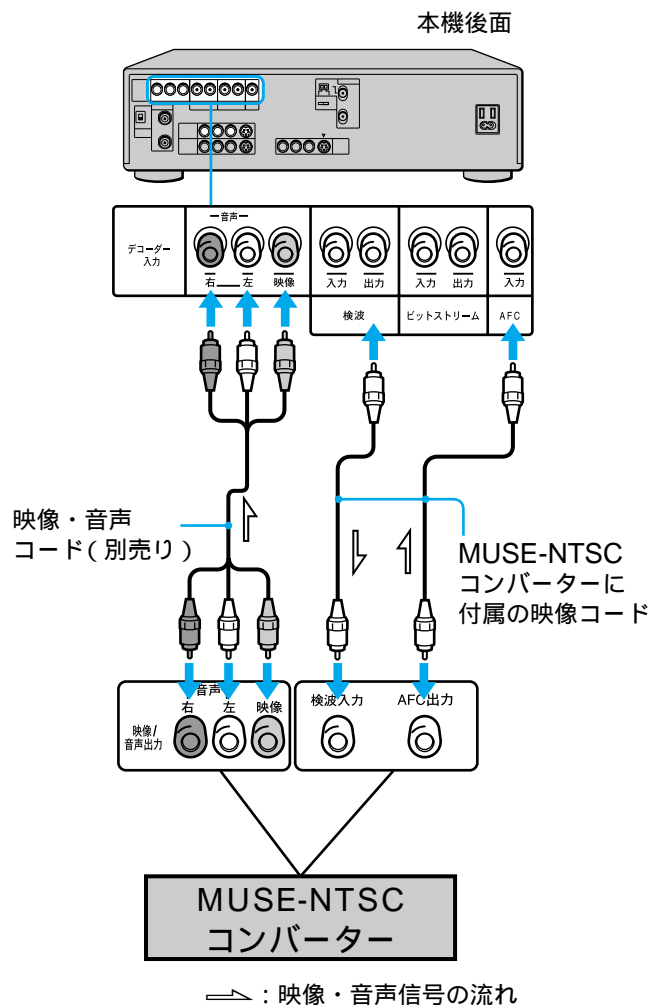 本機後面
デコーダー
入力
音声
右 左 映像
入力 出力
検波
入力 出力
ビットストリーム
入力
AFC
映像・音声
コード(別売り)
MUSE-NTSC
コンバーターに
付属の映像コード
映像/
音声出力
音声
右 左 映像
検波入力 AFC出力
MUSE-NTSC
コンバーター
：映像・音声信号の流れ